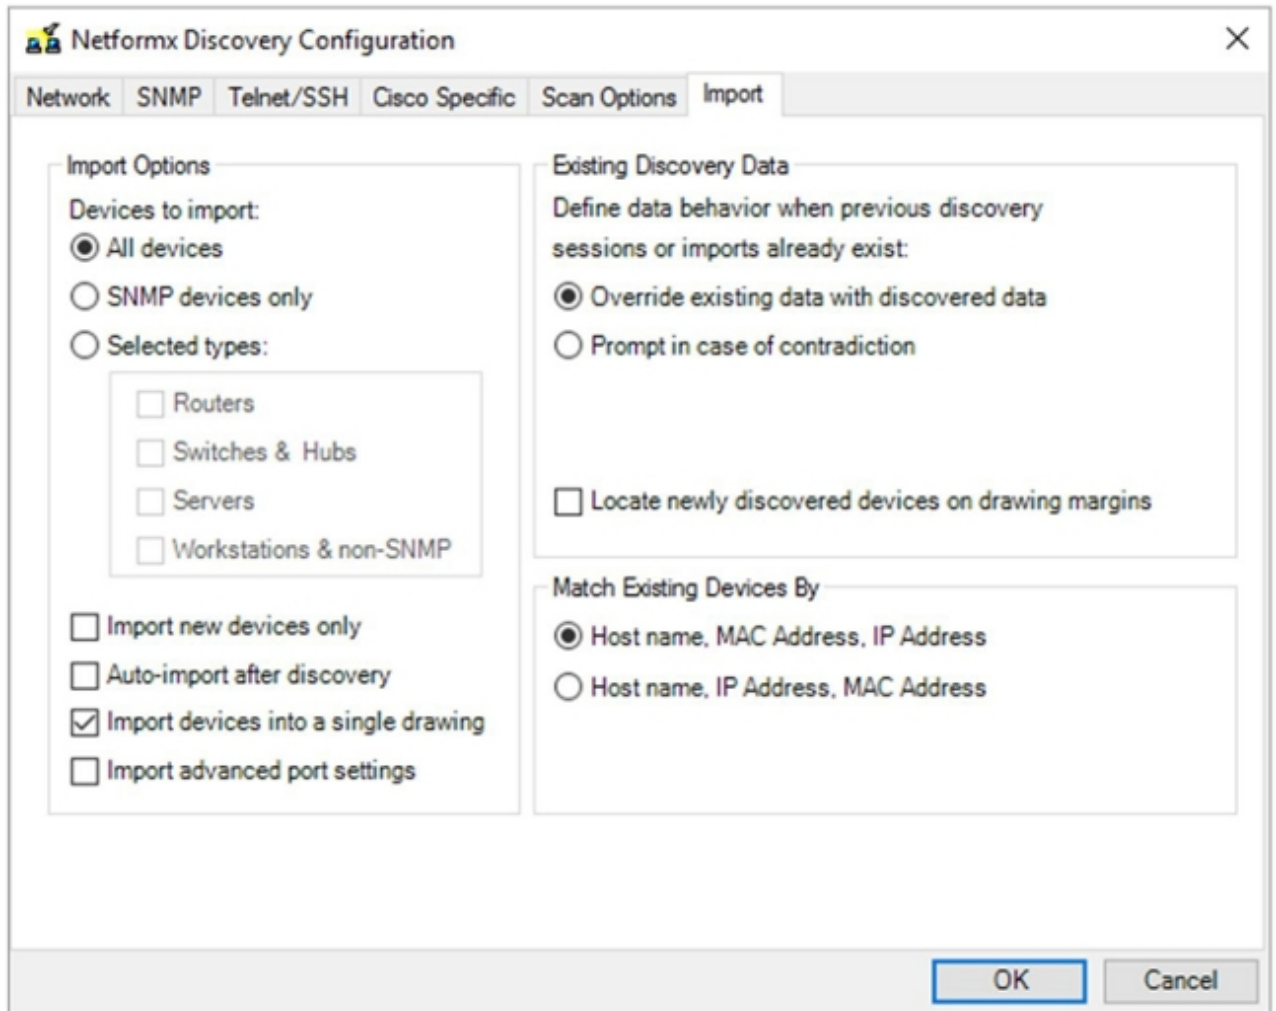 Netformx Discovery Configuration
Network SNMP Telnet/SSH Cisco Specific Scan Options Import
Import Options
Devices to import:
All devices
SNMP devices only
Selected types:
Routers
Switches & Hubs
Servers
Workstations & non-SNMP
Import new devices only
Auto-import after discovery
Import devices into a single drawing
Import advanced port settings
Existing Discovery Data
Define data behavior when previous discovery
sessions or imports already exist:
Override existing data with discovered data
Prompt in case of contradiction
Locate newly discovered devices on drawing margins
Match Existing Devices By
Host name, MAC Address, IP Address
Host name, IP Address, MAC Address
OK Cancel